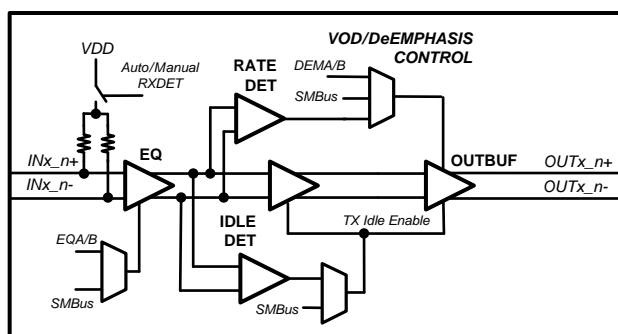 VOD/DeEMPHASIS
CONTROL
VDD
Auto/Manual
RXDET
RATE
DET
DEMA/B
SMBus
EQ
OUTBUF
INx_n+
INx_n-
OUTx_n+
OUTx_n-
IDLE
DET
TX Idle Enable
EQA/B
SMBus
SMBus